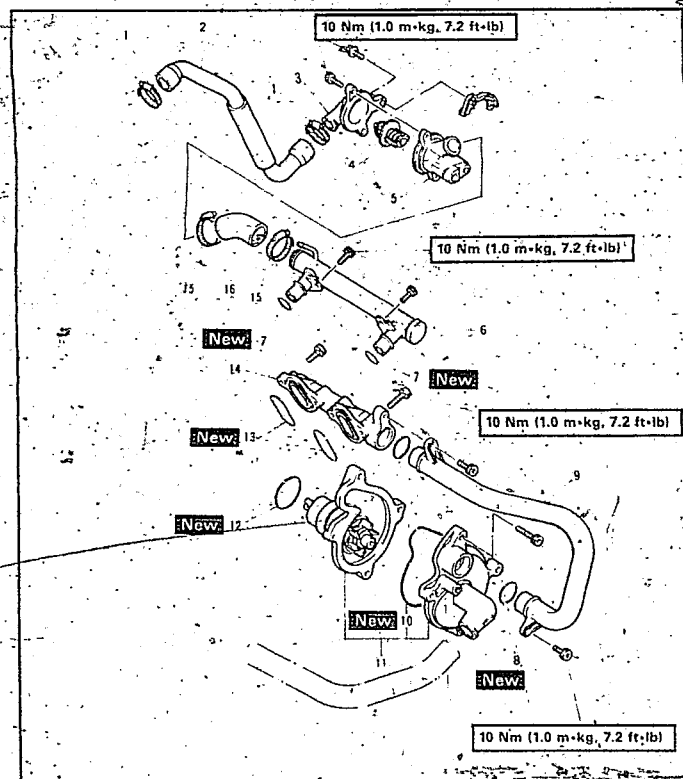 10 Nm (1.0 m•kg, 7.2 ft•lb)
1
2
3
1
4
5
10 Nm (1.0 m•kg, 7.2 ft•lb)
15
16
15
6
New 7
7 New
14
10 Nm (1.0 m•kg, 7.2 ft•lb)
New 13
9
New 12
New 10
11
8
New
10 Nm (1.0 m•kg, 7.2 ft•lb)